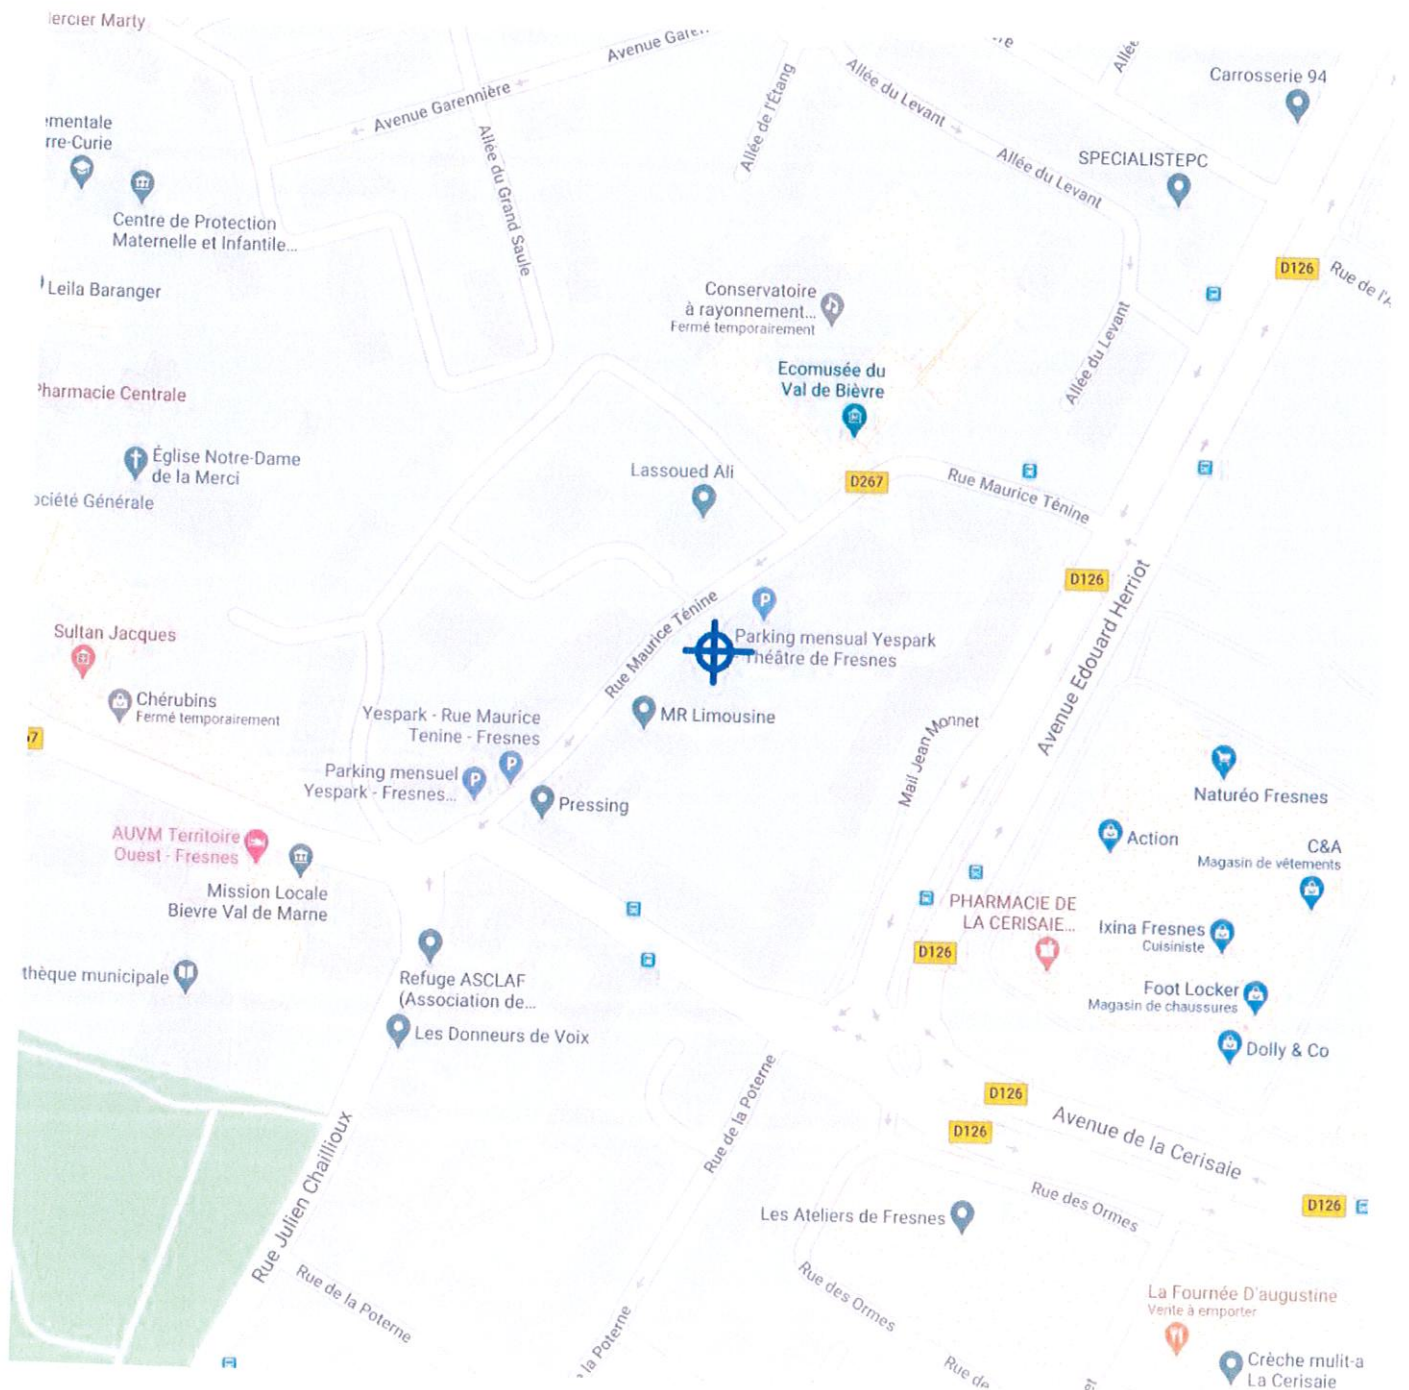 Mercier Marty
Avenue Gare..
Allée
Carrosserie 94
Allée du Levant
Allée de l'Étang
Avenue Garennière
SPECIALISTEPC
Allée du Levant
Allée du Grand Saule
Centre de Protection
Maternelle et Infantile...
D126
Rue de l'A
Leila Baranger
Conservatoire
à rayonnement...
Fermé temporairement
Allée du Levant
Ecomusée du
Val de Bièvre
Pharmacie Centrale
Église Notre-Dame
de la Merci
ociété Générale
Lassoued Ali
D267
Rue Maurice Ténine
D126
Avenue Edouard Herriot
Rue Maurice Ténine
Parking mensual Yespark
Théâtre de Fresnes
Sultan Jacques
Chérubins
Fermé temporairement
MR Limousine
Yespark - Rue Maurice
Tenine - Fresnes
Mail Jean Monnet
Parking mensuel
Yespark - Fresnes...
Pressing
Naturéo Fresnes
Action
C&A
Magasin de vêtements
AUVM Territoire
Ouest - Fresnes
Mission Locale
Bievre Val de Marne
PHARMACIE DE
LA CERISAIE...
Ixina Fresnes
Cuisiniste
D126
thèque municipale
Refuge ASCLAF
(Association de...
Foot Locker
Magasin de chaussures
Les Donneurs de Voix
Dolly & Co
Rue de la Poterne
D126
D126
Avenue de la Cerisaie
Rue Julien Chaillioux
Rue des Ormes
D126
Les Ateliers de Fresnes
Rue de la Poterne
Rue des Ormes
la Poterne
La Fournée D'augustine
Vente à emporter
Rue de
Crèche mulit-a
La Cerisaie